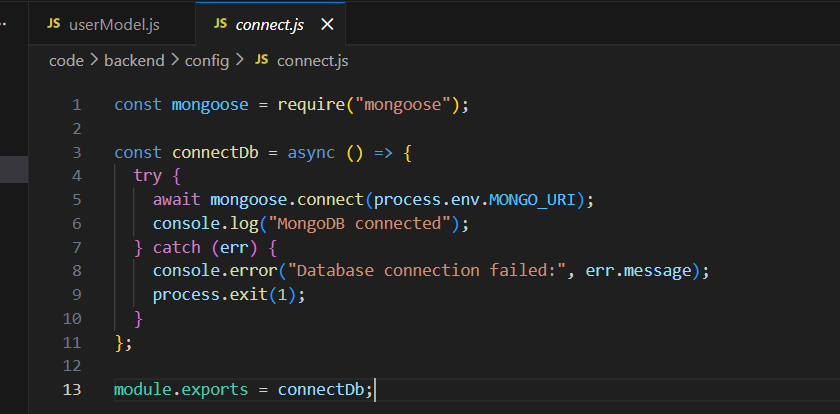 ... JS userModel.js JS connect.js ×
code > backend > config > JS connect.js
1 const mongoose = require("mongoose");
2
3 const connectDb = async () => {
4 try {
5 await mongoose.connect(process.env.MONGO_URI);
6 console.log("MongoDB connected");
7 } catch (err) {
8 console.error("Database connection failed:", err.message);
9 process.exit(1);
10 }
11 };
12
13 module.exports = connectDb;